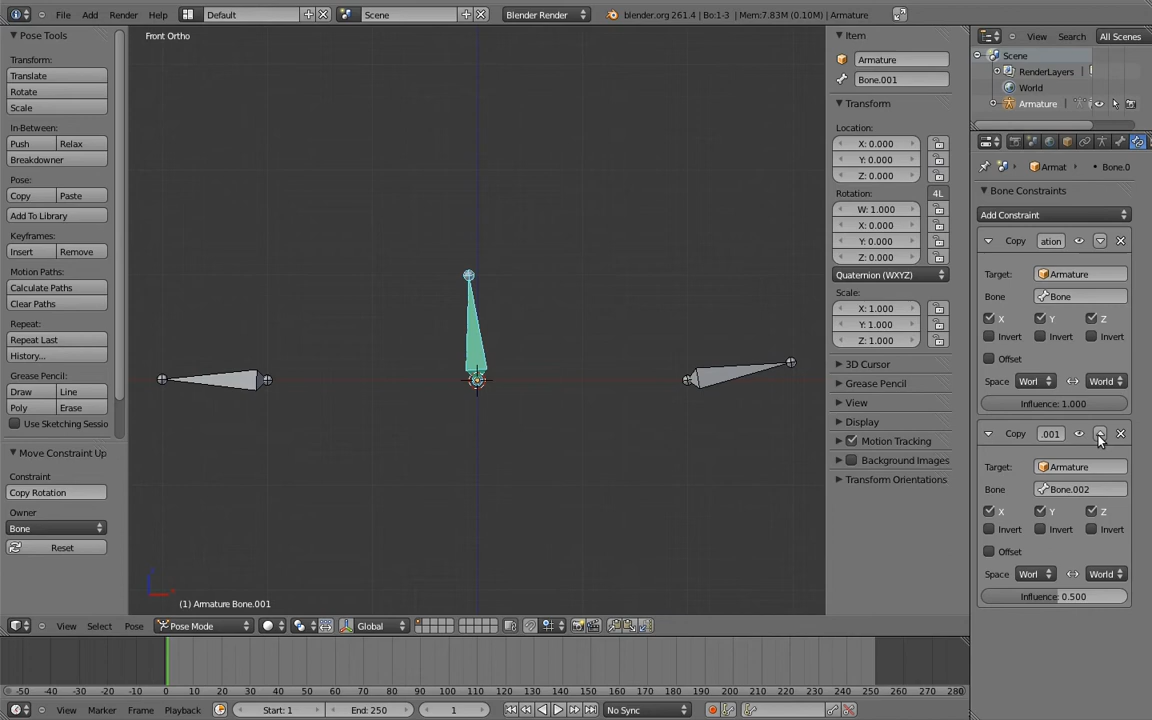 File Add Render Help Default Scene Blender Render blender.org 261.4 | Bo:1-3 | Mem:7.83M (0.10M) | Armature
Pose Tools
Transform:
Translate
Rotate
Scale
In-Between:
Push Relax
Breakdowner
Pose:
Copy Paste
Add To Library
Keyframes:
Insert Remove
Motion Paths:
Calculate Paths
Clear Paths
Repeat:
Repeat Last
History...
Grease Pencil:
Draw Line
Poly Erase
Use Sketching Sessio
Move Constraint Up
Constraint
Copy Rotation
Owner
Bone
Reset
Front Ortho
(1) Armature Bone.001
Item
Armature
Bone.001
Transform
Location:
X: 0.000
Y: 0.000
Z: 0.000
Rotation:
4L
W: 1.000
X: 0.000
Y: 0.000
Z: 0.000
Quaternion (WXYZ)
Scale:
X: 1.000
Y: 1.000
Z: 1.000
3D Cursor
Grease Pencil
View
Display
Motion Tracking
Background Images
Transform Orientations
View Search All Scenes
Scene
RenderLayers
World
Armature
Armat Bone.0
Bone Constraints
Add Constraint
Copy ation
Target: Armature
Bone Bone
X Y Z
Invert Invert Invert
Offset
Space Worl World
Influence: 1.000
Copy .001
Target: Armature
Bone Bone.002
X Y Z
Invert Invert Invert
Offset
Space Worl World
Influence: 0.500
View Select Pose Pose Mode Global
-50 -40 -30 -20 -10 0 10 20 30 40 50 60 70 80 90 100 110 120 130 140 150 160 170 180 190 200 210 220 230 240 250 260 270 280
View Marker Frame Playback Start: 1 End: 250 1 No Sync